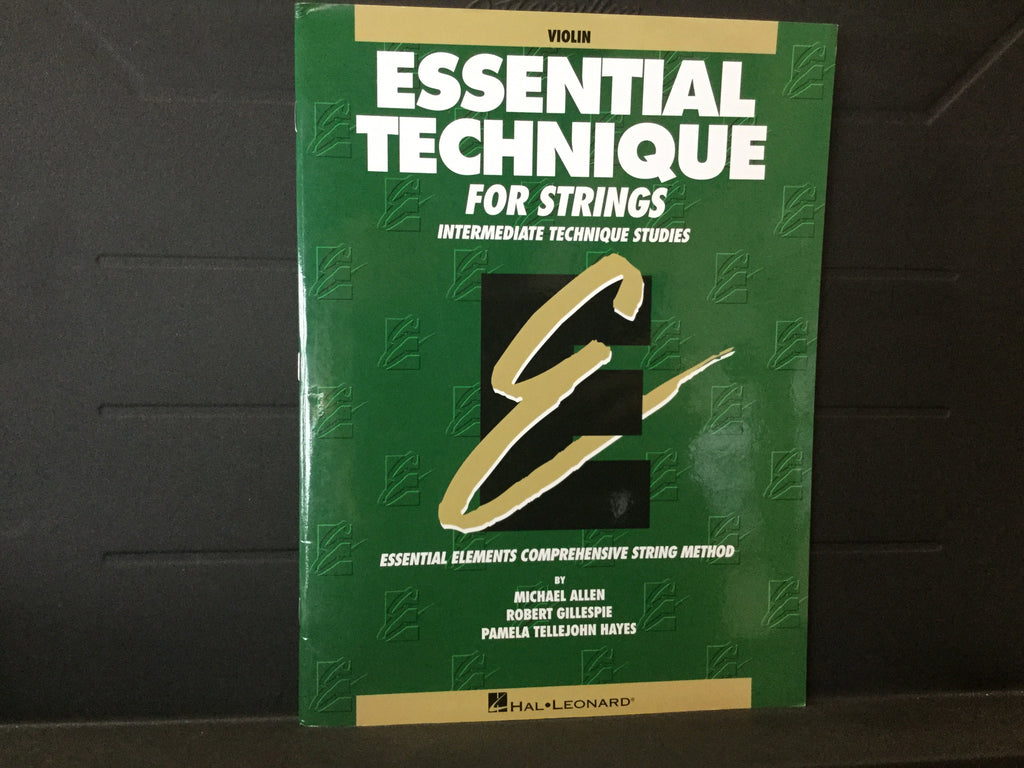 VIOLIN
ESSENTIAL
TECHNIQUE
FOR STRINGS
INTERMEDIATE TECHNIQUE STUDIES
E
ESSENTIAL ELEMENTS COMPREHENSIVE STRING METHOD
BY
MICHAEL ALLEN
ROBERT GILLESPIE
PAMELA TELLEJOHN HAYES
HAL•LEONARD®